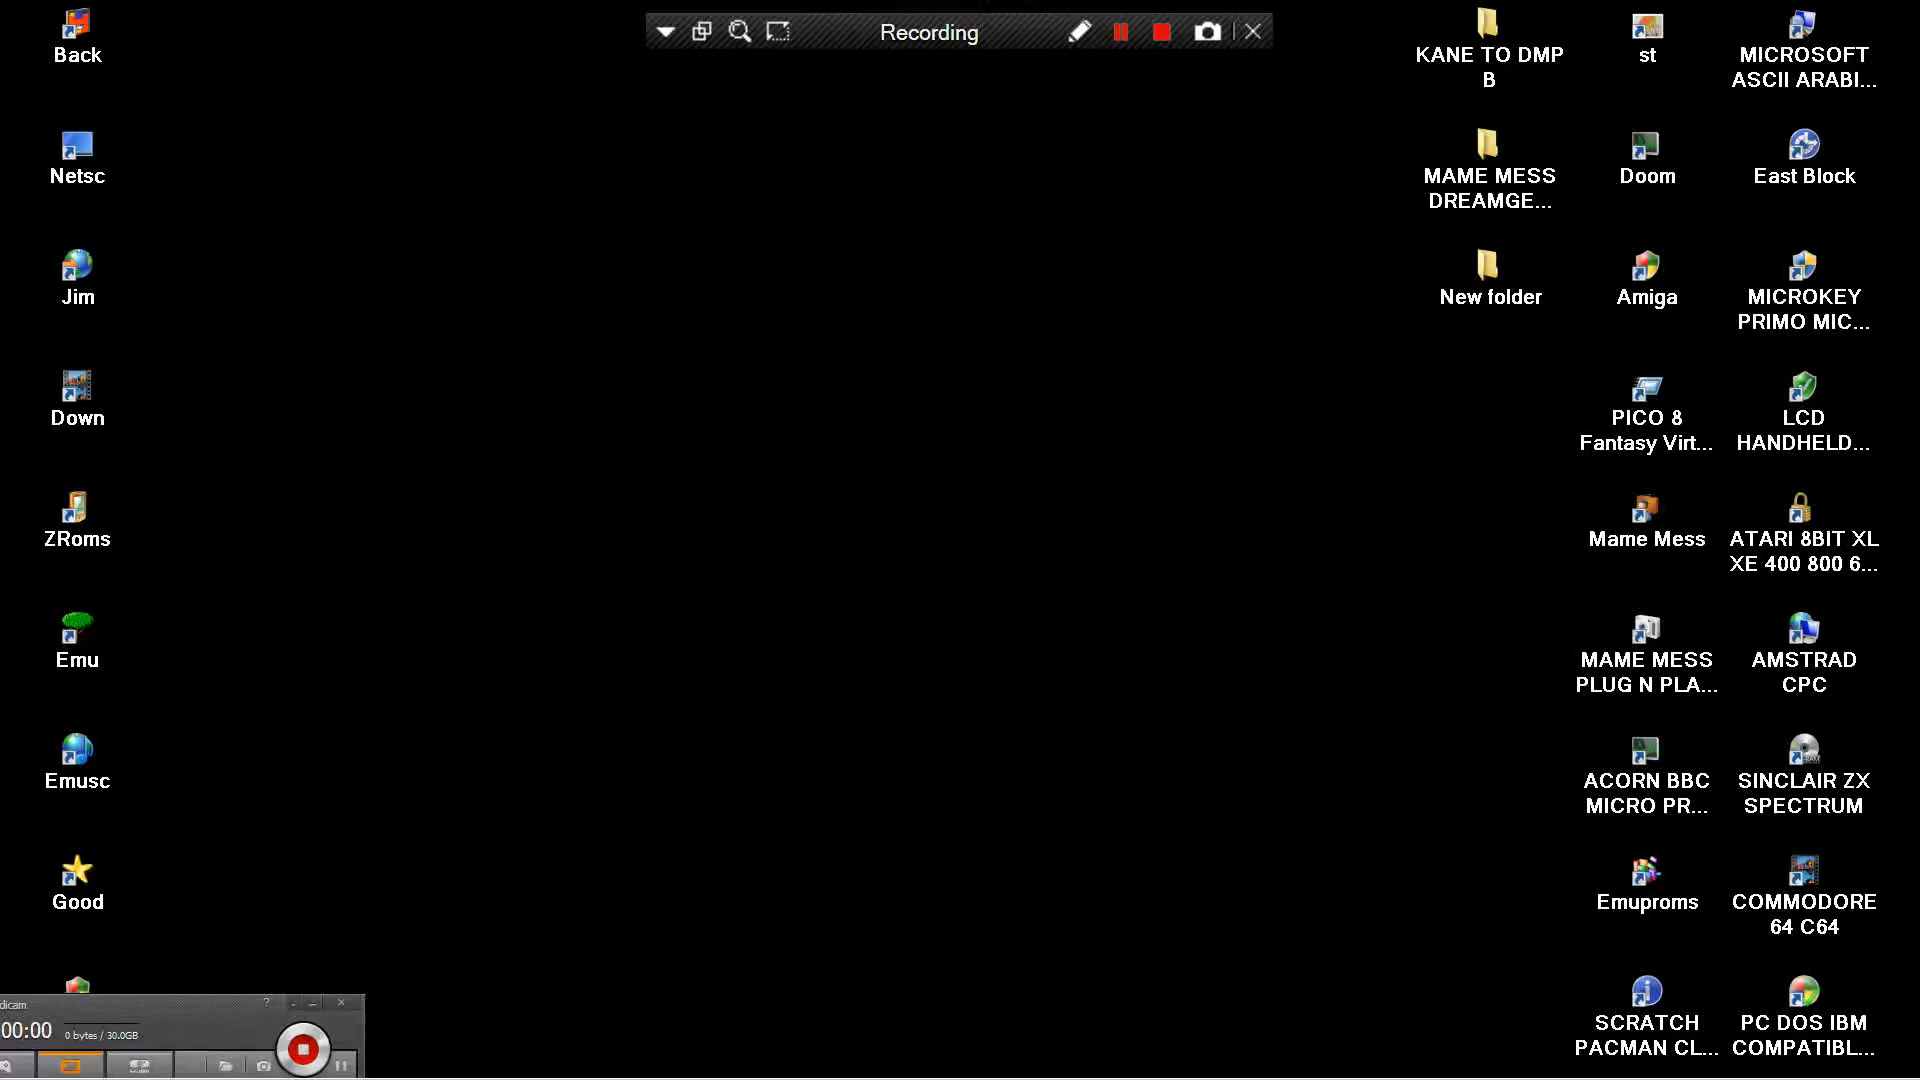 Recording
Back
Netsc
Jim
Down
ZRoms
Emu
Emusc
Good
KANE TO DMP
B
MAME MESS
DREAMGE...
New folder
st
Doom
Amiga
PICO 8
Fantasy Virt...
Mame Mess
MAME MESS
PLUG N PLA...
ACORN BBC
MICRO PR...
Emuproms
SCRATCH
PACMAN CL...
MICROSOFT
ASCII ARABI...
East Block
MICROKEY
PRIMO MIC...
LCD
HANDHELD...
ATARI 8BIT XL
XE 400 800 6...
AMSTRAD
CPC
SINCLAIR ZX
SPECTRUM
COMMODORE
64 C64
PC DOS IBM
COMPATIBL...
dicam
?
00:00
0 bytes / 30.0GB